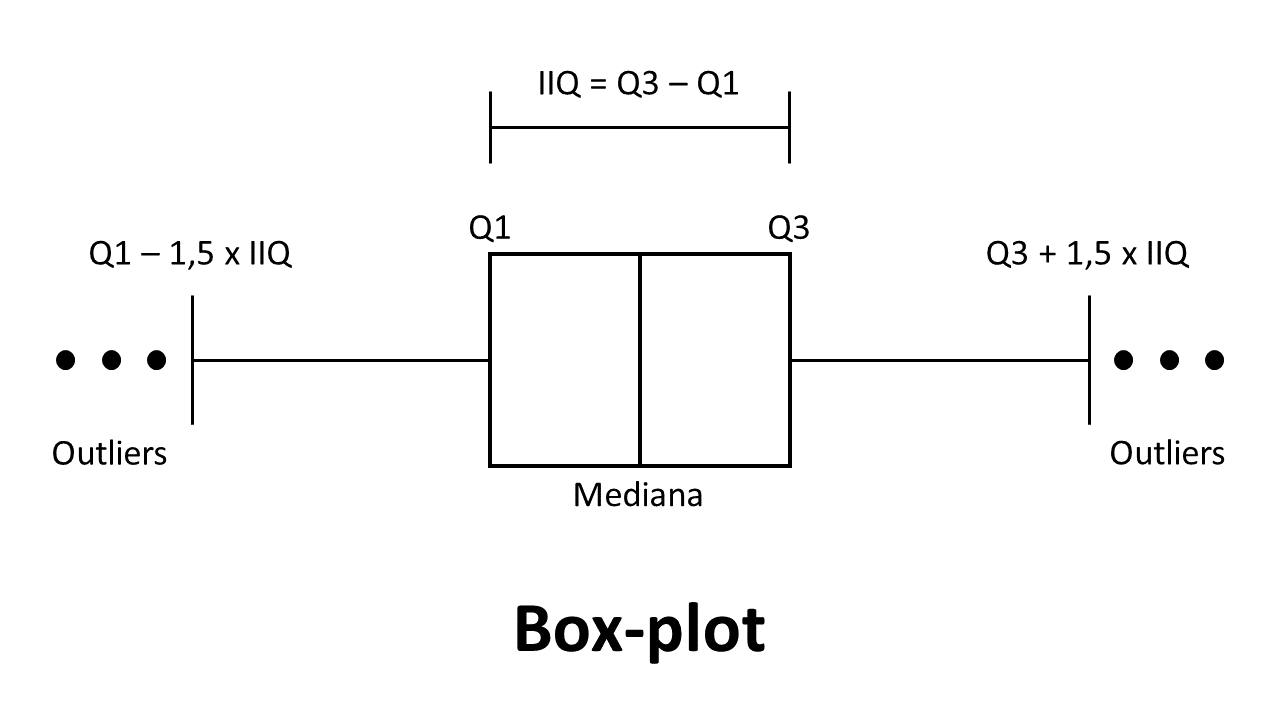 IIQ = Q3 – Q1
Q1
Q3
Q1 – 1,5 x IIQ
Q3 + 1,5 x IIQ
Outliers
Outliers
Mediana
Box-plot